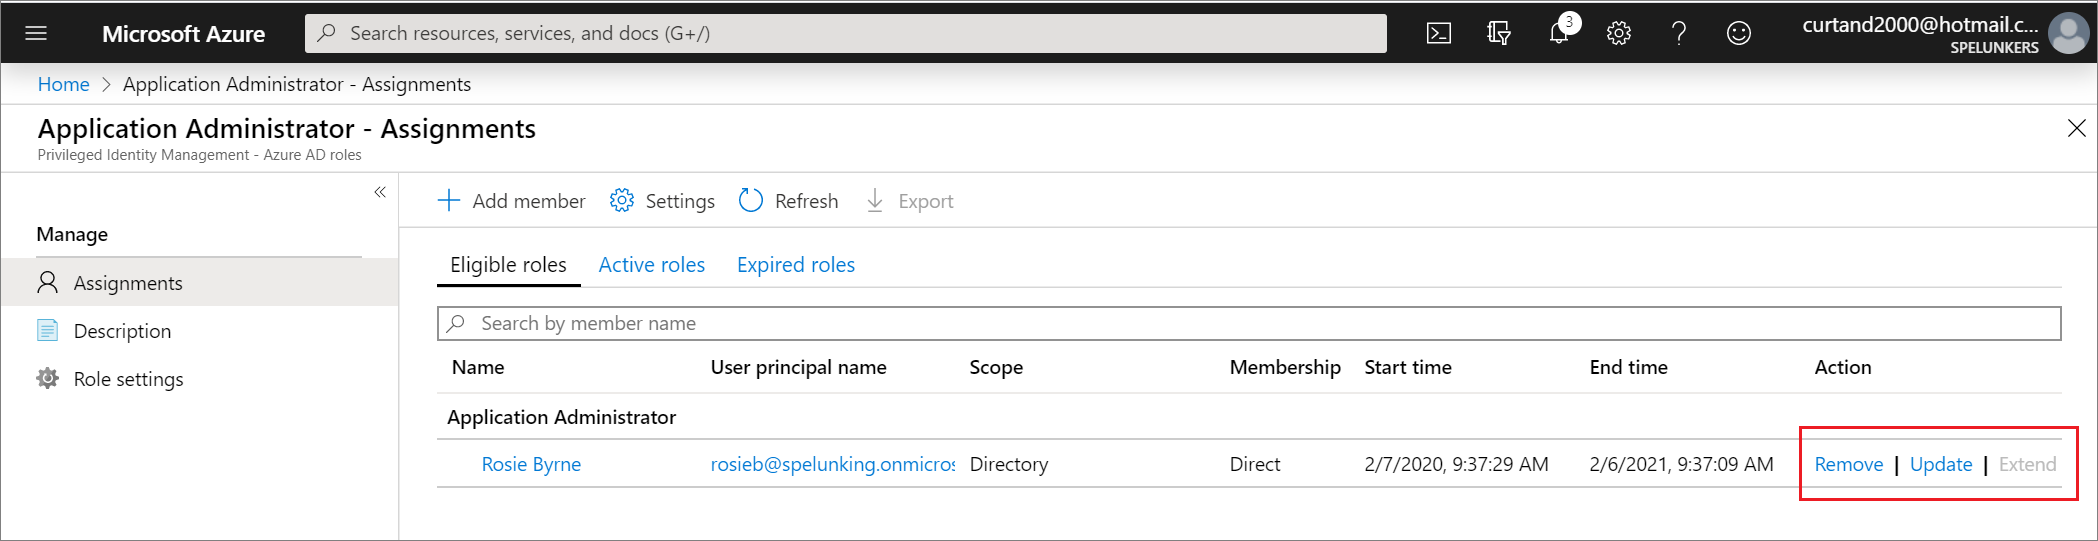 Microsoft Azure
Search resources, services, and docs (G+/)
3
curtand2000@hotmail.c...
SPELUNKERS
Home > Application Administrator - Assignments
Application Administrator - Assignments
Privileged Identity Management - Azure AD roles
«
Manage
Assignments
Description
Role settings
Add member Settings Refresh Export
Eligible roles Active roles Expired roles
Search by member name
Name User principal name Scope Membership Start time End time Action
Application Administrator
Rosie Byrne rosieb@spelunking.onmicros Directory Direct 2/7/2020, 9:37:29 AM 2/6/2021, 9:37:09 AM Remove | Update | Extend